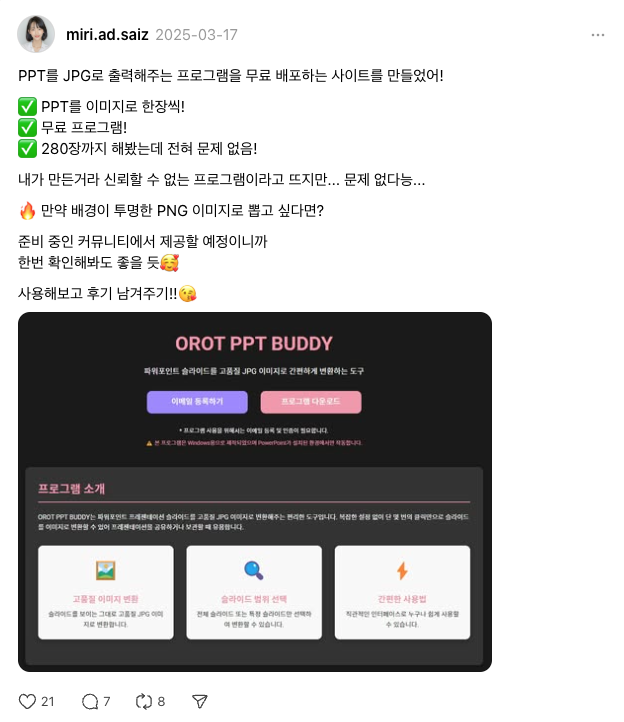 miri.ad.saiz 2025-03-17
PPT를 JPG로 출력해주는 프로그램을 무료 배포하는 사이트를 만들었어!
✅ PPT를 이미지로 한장씩!
✅ 무료 프로그램!
✅ 280장까지 해봤는데 전혀 문제 없음!
내가 만든거라 신뢰할 수 없는 프로그램이라고 뜨지만... 문제 없다능...
🔥 만약 배경이 투명한 PNG 이미지로 뽑고 싶다면?
준비 중인 커뮤니티에서 제공할 예정이니까
한번 확인해봐도 좋을 듯🥰
사용해보고 후기 남겨주기!!😘
OROT PPT BUDDY
파워포인트 슬라이드를 고품질 JPG 이미지로 간편하게 변환하는 도구
이메일 등록하기 프로그램 다운로드
* 프로그램 사용을 위해서는 이메일 등록 및 인증이 필요합니다.
⚠️ 본 프로그램은 Windows용으로 제작되었으며 PowerPoint가 설치된 환경에서만 작동합니다.
프로그램 소개
OROT PPT BUDDY는 파워포인트 프레젠테이션 슬라이드를 고품질 JPG 이미지로 변환해주는 편리한 도구입니다. 복잡한 설정 없이 단 몇 번의 클릭만으로 슬라이드
를 이미지로 변환할 수 있어 프레젠테이션을 공유하거나 보관할 때 유용합니다.
고품질 이미지 변환
슬라이드를 보이는 그대로 고품질 JPG 이미
지로 변환합니다.
슬라이드 범위 선택
전체 슬라이드 또는 특정 슬라이드만 선택하
여 변환할 수 있습니다.
간편한 사용법
직관적인 인터페이스로 누구나 쉽게 사용할
수 있습니다.
21 7 8